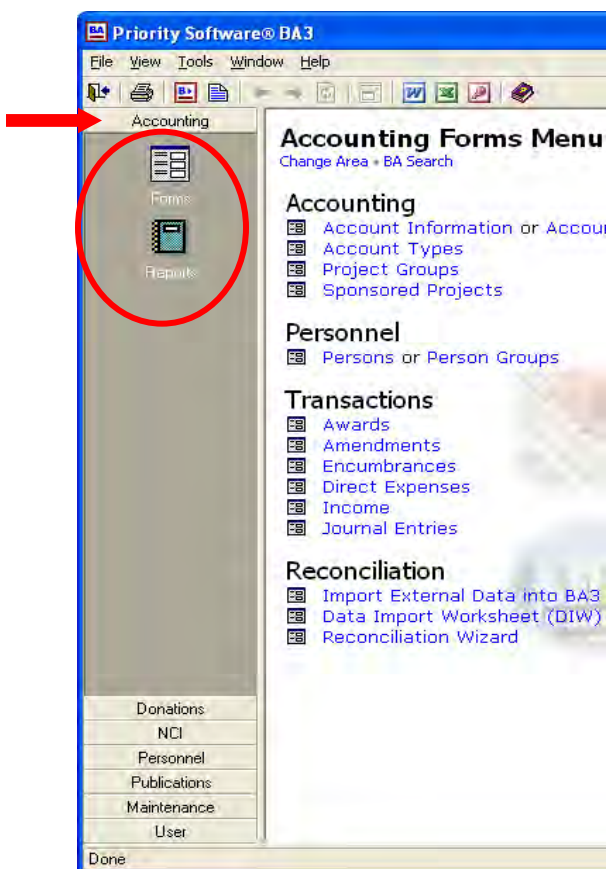 Priority Software® BA3
File View Tools Window Help
Accounting
Forms
Reports
Accounting Forms Menu
Change Area • BA Search
Accounting
Account Information or Accou
Account Types
Project Groups
Sponsored Projects
Personnel
Persons or Person Groups
Transactions
Awards
Amendments
Encumbrances
Direct Expenses
Income
Journal Entries
Reconciliation
Import External Data into BA3
Data Import Worksheet (DIW)
Reconciliation Wizard
Donations
NCI
Personnel
Publications
Maintenance
User
Done